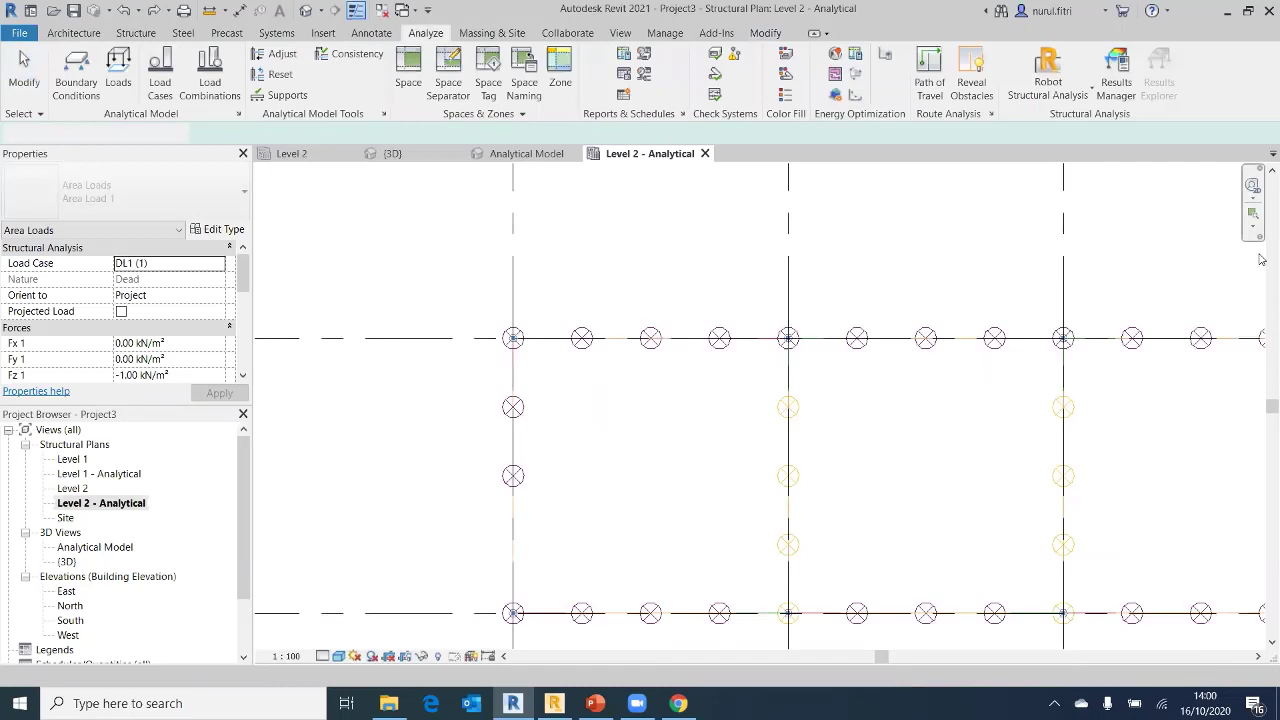 Autodesk Revit 2021 - Project3 - Structural Plan: Level 2 - Analytical
nurul.fitri
File Architecture Structure Steel Precast Systems Insert Annotate Analyze Massing & Site Collaborate View Manage Add-Ins Modify
Modify
Boundary Conditions
Loads
Load Cases
Load Combinations
Adjust
Reset
Supports
Consistency
Space
Space Separator
Space Tag
Space Naming
Zone
Path of Travel
Reveal Obstacles
Robot Structural Analysis
Results Manager
Results Explorer
Select
Analytical Model
Analytical Model Tools
Spaces & Zones
Reports & Schedules
Check Systems
Color Fill
Energy Optimization
Route Analysis
Structural Analysis
Properties
Level 2
{3D}
Analytical Model
Level 2 - Analytical
Area Loads
Area Load 1
Area Loads
Edit Type
Structural Analysis
Load Case DL1 (1)
Nature Dead
Orient to Project
Projected Load
Forces
Fx 1 0.00 kN/m²
Fy 1 0.00 kN/m²
Fz 1 -1.00 kN/m²
Properties help
Apply
Project Browser - Project3
Views (all)
Structural Plans
Level 1
Level 1 - Analytical
Level 2
Level 2 - Analytical
Site
3D Views
Analytical Model
{3D}
Elevations (Building Elevation)
East
North
South
West
Legends
Schedules/Quantities (all)
1 : 100
Type here to search
14:00
16/10/2020